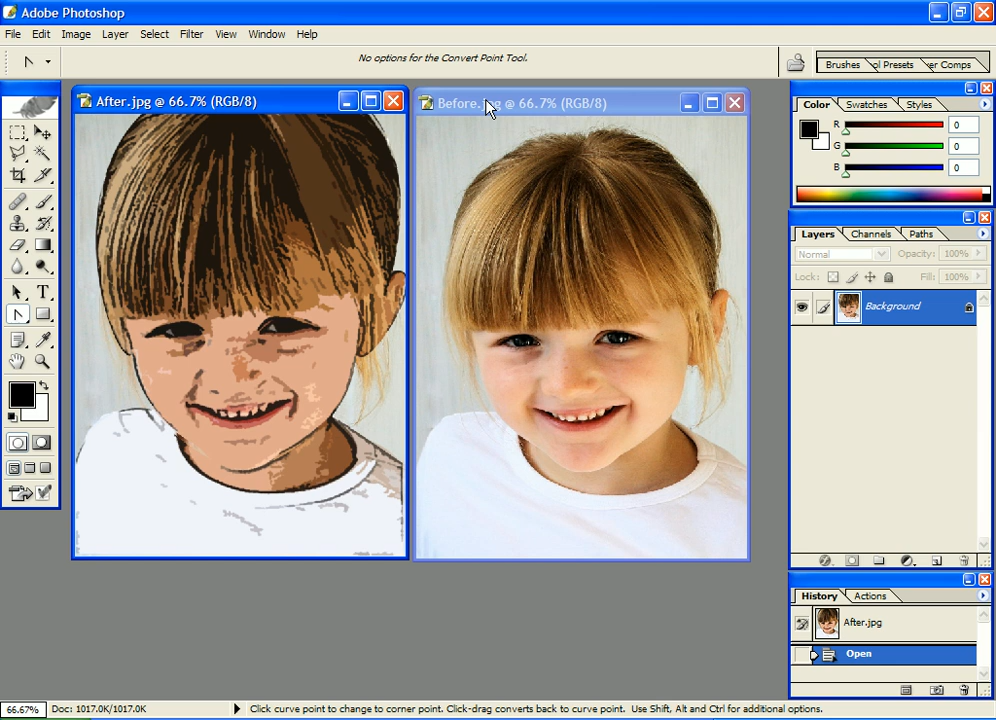 Adobe Photoshop
File Edit Image Layer Select Filter View Window Help
No options for the Convert Point Tool.
Brushes ol Presets er Comps
After.jpg @ 66.7% (RGB/8)
Before. @ 66.7% (RGB/8)
Color Swatches Styles
R 0
G 0
B 0
Layers Channels Paths
Normal Opacity: 100%
Lock: Fill: 100%
Background
T
History Actions
After.jpg
Open
66.67% Doc: 1017.0K/1017.0K Click curve point to change to corner point. Click-drag converts back to curve point. Use Shift, Alt and Ctrl for additional options.